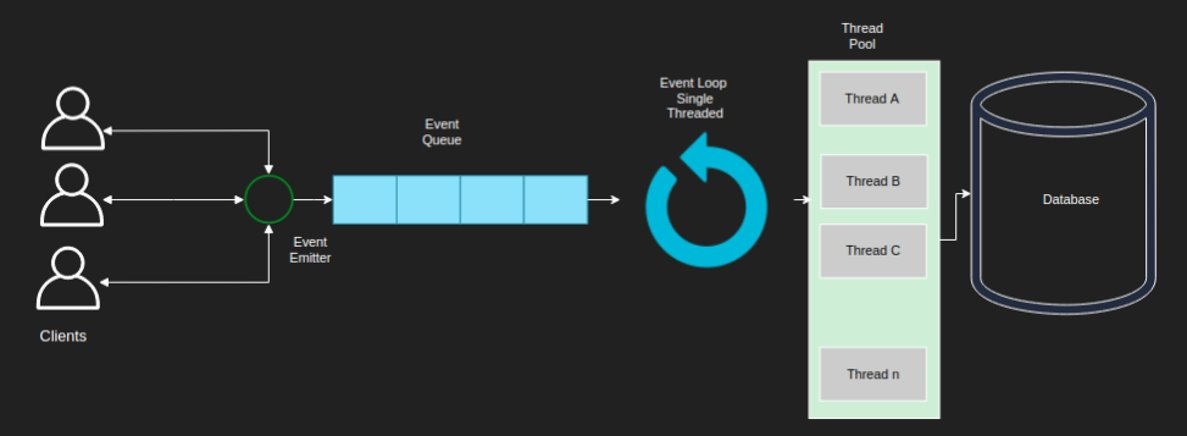 Clients
Event
Emitter
Event
Queue
Event Loop
Single
Threaded
Thread
Pool
Thread A
Thread B
Thread C
Thread n
Database